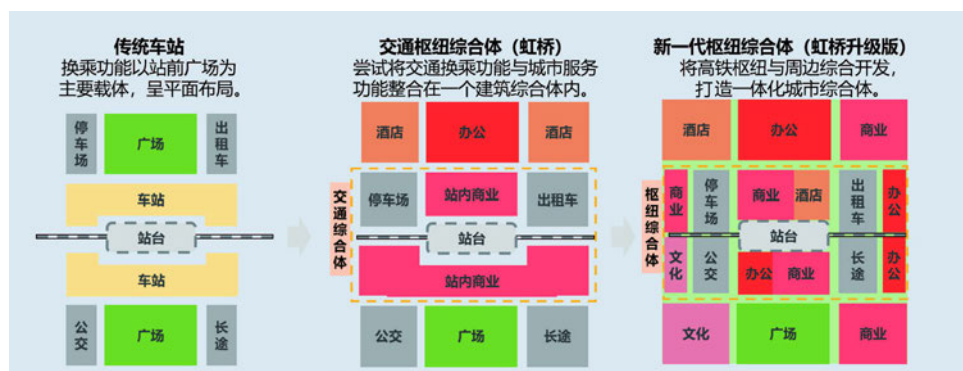 传统车站
换乘功能以站前广场为
主要载体，呈平面布局。
停车场
广场
出租车
车站
站台
车站
公交
广场
长途
交通枢纽综合体（虹桥）
尝试将交通换乘功能与城市服务
功能整合在一个建筑综合体内。
酒店
办公
酒店
交通综合体
停车场
站内商业
出租车
站台
站内商业
公交
广场
长途
新一代枢纽综合体（虹桥升级版）
将高铁枢纽与周边综合开发，
打造一体化城市综合体。
酒店
办公
商业
枢纽综合体
商业
停车场
商业
酒店
出租车
办公
站台
文化
公交
办公
商业
长途
办公
文化
广场
商业